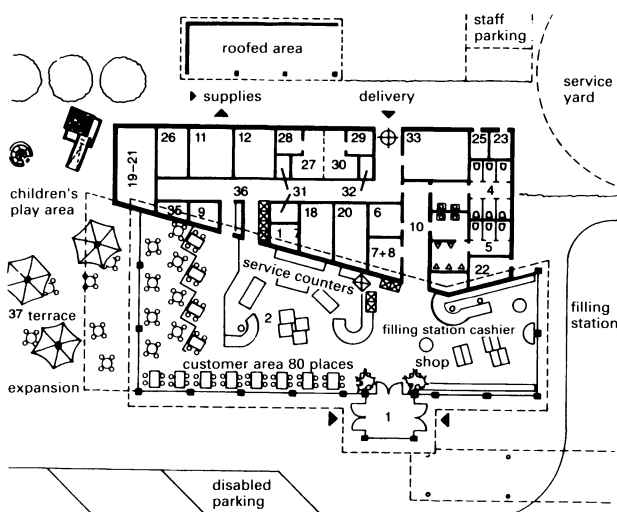 staff
parking
roofed area
service
yard
supplies
delivery
26
11
12
28
27
30
29
33
25
23
19–21
4
children's
play area
36
31
32
35
9
1
18
20
6
7+8
10
5
22
service counters
37 terrace
2
filling station cashier
filling
station
customer area 80 places
shop
expansion
1
disabled
parking